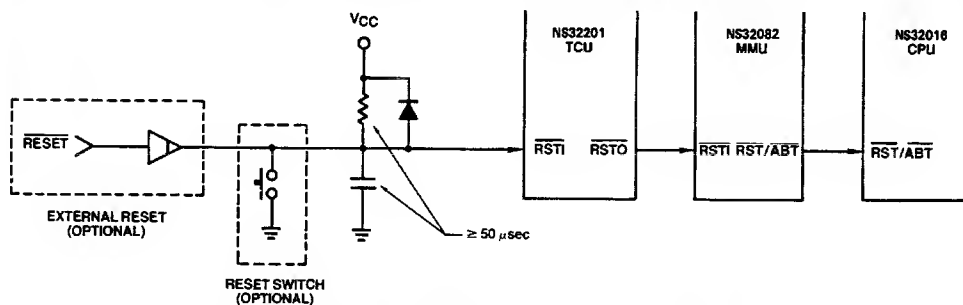 VCC
NS32201
TCU
NS32082
MMU
NS32016
CPU
RESET
RSTI
RSTO
RSTI
RST/ABT
RST/ABT
EXTERNAL RESET
(OPTIONAL)
≥ 50 μsec
RESET SWITCH
(OPTIONAL)